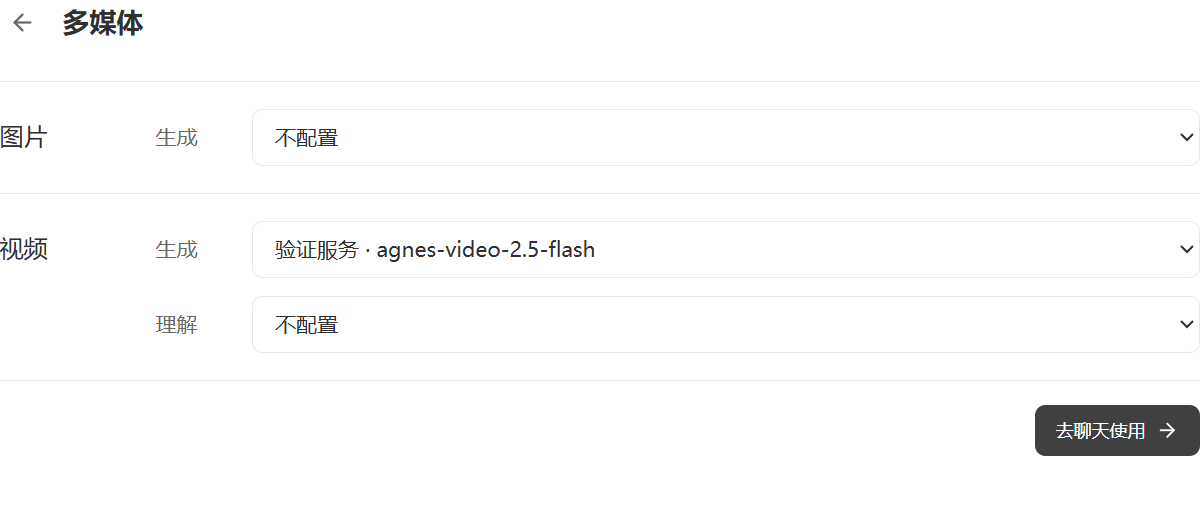 多媒体
图片 生成 不配置
视频 生成 验证服务 · agnes-video-2.5-flash
理解 不配置
去聊天使用